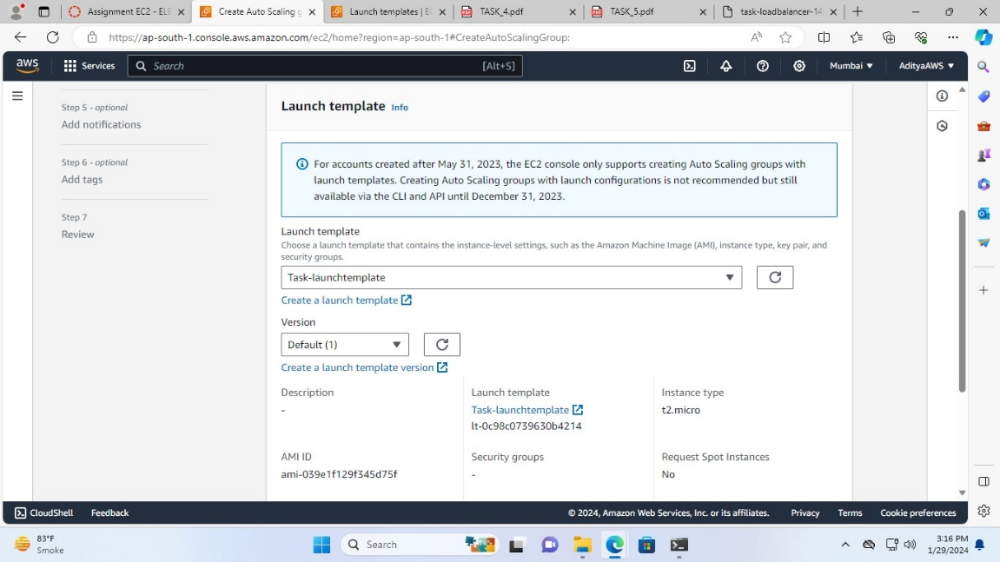 Assignment EC2 - ELE
Create Auto Scaling g
Launch templates | EC
TASK_4.pdf
TASK_5.pdf
task-loadbalancer-14
https://ap-south-1.console.aws.amazon.com/ec2/home?region=ap-south-1#CreateAutoScalingGroup:
aws
Services
Search
[Alt+S]
Mumbai
AdityaAWS
Step 5 - optional
Add notifications
Step 6 - optional
Add tags
Step 7
Review
Launch template Info
For accounts created after May 31, 2023, the EC2 console only supports creating Auto Scaling groups with
launch templates. Creating Auto Scaling groups with launch configurations is not recommended but still
available via the CLI and API until December 31, 2023.
Launch template
Choose a launch template that contains the instance-level settings, such as the Amazon Machine Image (AMI), instance type, key pair, and
security groups.
Task-launchtemplate
Create a launch template
Version
Default (1)
Create a launch template version
Description
-
Launch template
Task-launchtemplate
lt-0c98c0739630b4214
Instance type
t2.micro
AMI ID
ami-039e1f129f345d75f
Security groups
-
Request Spot Instances
No
CloudShell
Feedback
© 2024, Amazon Web Services, Inc. or its affiliates.
Privacy
Terms
Cookie preferences
83°F
Smoke
Search
3:16 PM
1/29/2024